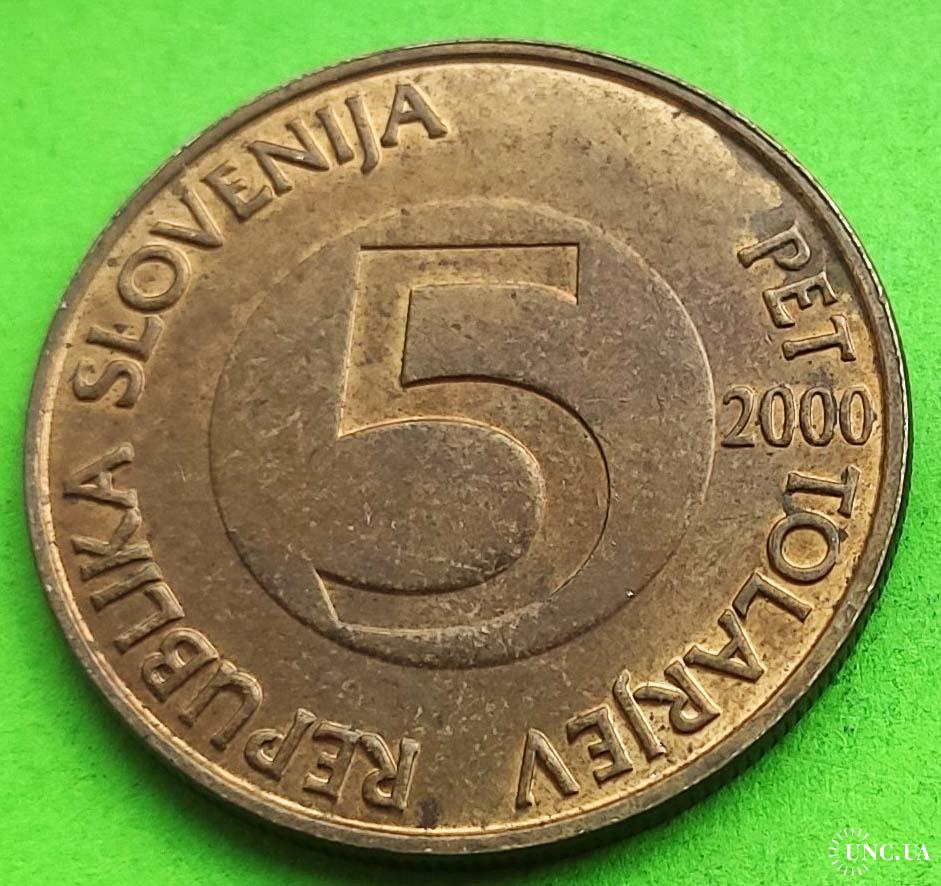 REPUBLIKA SLOVENIJA
5
PET TOLARJEV
2000
UNC.UA